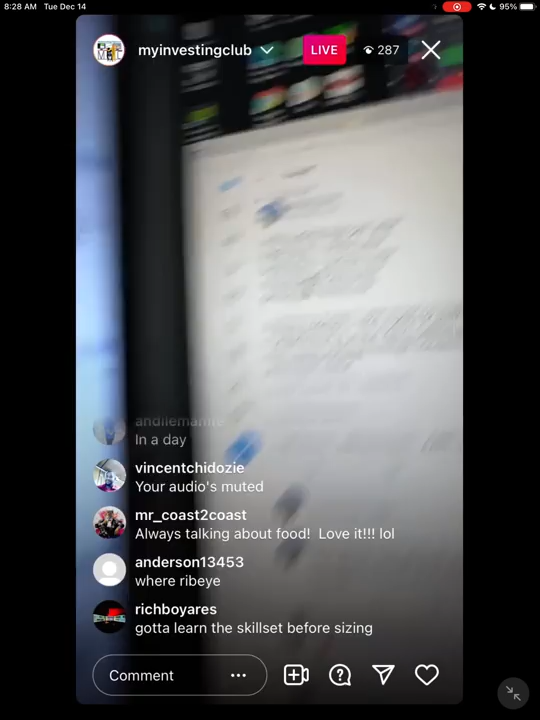 8:28 AM Tue Dec 14
95%
myinvestingclub
LIVE
287
In a day
vincentchidozie
Your audio's muted
mr_coast2coast
Always talking about food! Love it!!! lol
anderson13453
where ribeye
richboyares
gotta learn the skillset before sizing
Comment